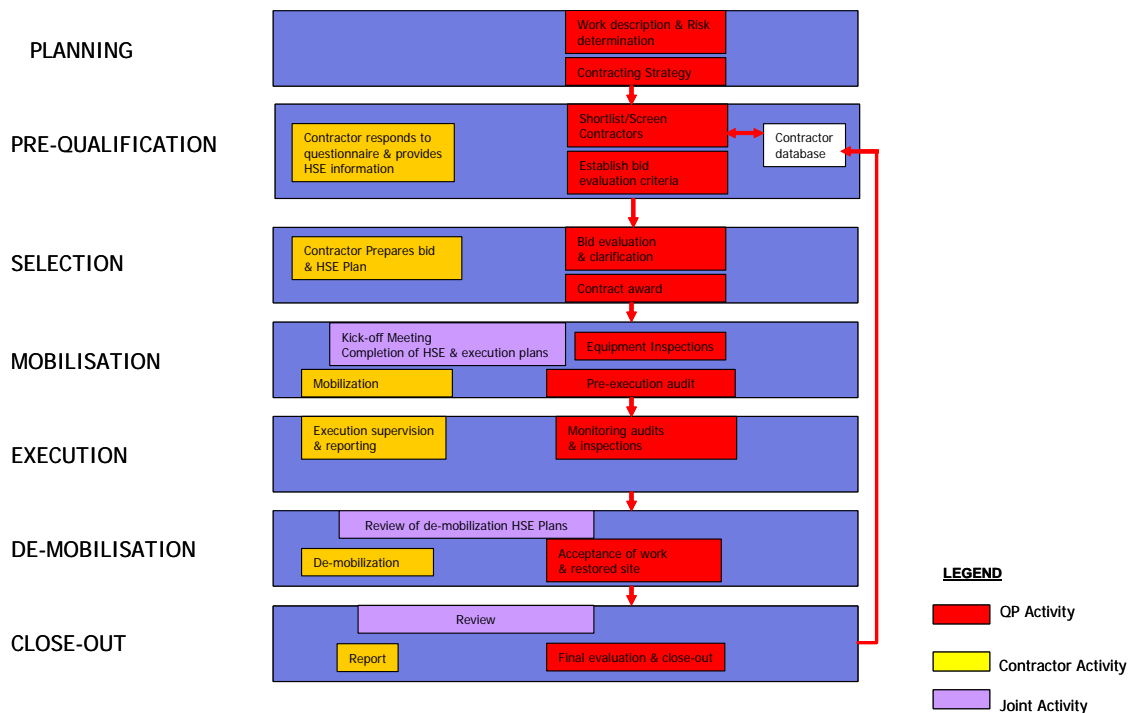 PLANNING
Work description & Risk
determination
Contracting Strategy
PRE-QUALIFICATION
Contractor responds to
questionnaire & provides
HSE information
Shortlist/Screen
Contractors
Contractor
database
Establish bid
evaluation criteria
SELECTION
Contractor Prepares bid
& HSE Plan
Bid evaluation
& clarification
Contract award
MOBILISATION
Kick-off Meeting
Completion of HSE & execution plans
Equipment Inspections
Mobilization
Pre-execution audit
EXECUTION
Execution supervision
& reporting
Monitoring audits
& inspections
DE-MOBILISATION
Review of de-mobilization HSE Plans
De-mobilization
Acceptance of work
& restored site
CLOSE-OUT
Review
Report
Final evaluation & close-out
LEGEND
QP Activity
Contractor Activity
Joint Activity